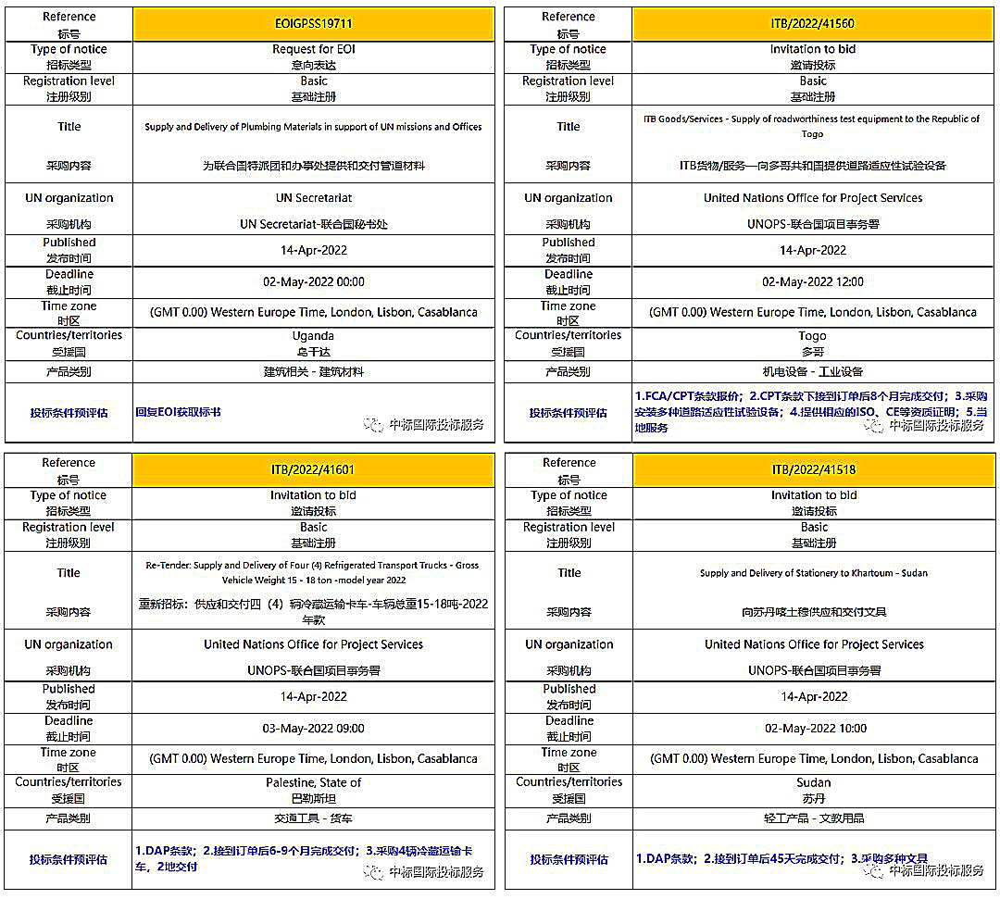 Reference
标号
EOIGPSS19711
Type of notice
招标类型
Request for EOI
意向表达
Registration level
注册级别
Basic
基础注册
Title
采购内容
Supply and Delivery of Plumbing Materials in support of UN missions and Offices
为联合国特派团和办事处提供和交付管道材料
UN organization
采购机构
UN Secretariat
UN Secretariat-联合国秘书处
Published
发布时间
14-Apr-2022
Deadline
截止时间
02-May-2022 00:00
Time zone
时区
(GMT 0.00) Western Europe Time, London, Lisbon, Casablanca
Countries/territories
受援国
Uganda
乌干达
产品类别
建筑相关 - 建筑材料
投标条件预评估
回复EOI获取标书
中标国际投标服务
Reference
标号
ITB/2022/41560
Type of notice
招标类型
Invitation to bid
邀请投标
Registration level
注册级别
Basic
基础注册
Title
采购内容
ITB Goods/Services - Supply of roadworthiness test equipment to the Republic of
Togo
ITB货物/服务—向多哥共和国提供道路适应性试验设备
UN organization
采购机构
United Nations Office for Project Services
UNOPS-联合国项目事务署
Published
发布时间
14-Apr-2022
Deadline
截止时间
02-May-2022 12:00
Time zone
时区
(GMT 0.00) Western Europe Time, London, Lisbon, Casablanca
Countries/territories
受援国
Togo
多哥
产品类别
机电设备 - 工业设备
投标条件预评估
1.FCA/CPT条款报价；2.CPT条款下接到订单后8个月完成交付；3.采购
安装多种道路适应性试验设备；4.提供相应的ISO、CE等资质证明；5.当
地服务
中标国际投标服务
Reference
标号
ITB/2022/41601
Type of notice
招标类型
Invitation to bid
邀请投标
Registration level
注册级别
Basic
基础注册
Title
采购内容
Re-Tender: Supply and Delivery of Four (4) Refrigerated Transport Trucks - Gross
Vehicle Weight 15 - 18 ton -model year 2022
重新招标：供应和交付四（4）辆冷藏运输卡车-车辆总重15-18吨-2022
年款
UN organization
采购机构
United Nations Office for Project Services
UNOPS-联合国项目事务署
Published
发布时间
14-Apr-2022
Deadline
截止时间
03-May-2022 09:00
Time zone
时区
(GMT 0.00) Western Europe Time, London, Lisbon, Casablanca
Countries/territories
受援国
Palestine, State of
巴勒斯坦
产品类别
交通工具 - 货车
投标条件预评估
1.DAP条款；2.接到订单后6-9个月完成交付；3.采购4辆冷藏运输卡
车，2地交付
中标国际投标服务
Reference
标号
ITB/2022/41518
Type of notice
招标类型
Invitation to bid
邀请投标
Registration level
注册级别
Basic
基础注册
Title
采购内容
Supply and Delivery of Stationery to Khartoum - Sudan
向苏丹喀土穆供应和交付文具
UN organization
采购机构
United Nations Office for Project Services
UNOPS-联合国项目事务署
Published
发布时间
14-Apr-2022
Deadline
截止时间
02-May-2022 10:00
Time zone
时区
(GMT 0.00) Western Europe Time, London, Lisbon, Casablanca
Countries/territories
受援国
Sudan
苏丹
产品类别
轻工产品 - 文教用品
投标条件预评估
1.DAP条款；2.接到订单后45天完成交付；3.采购多种文具
中标国际投标服务